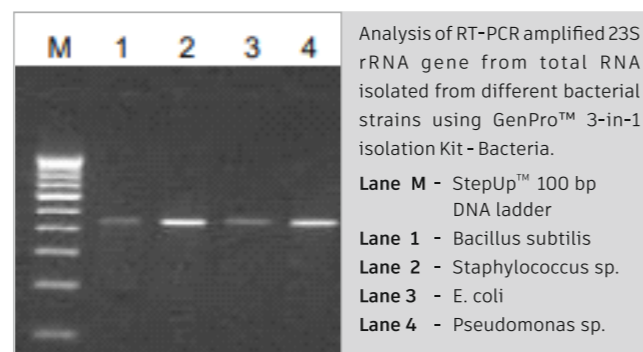 M 1 2 3 4
Analysis of RT-PCR amplified 23S
rRNA gene from total RNA
isolated from different bacterial
strains using GenPro™ 3-in-1
isolation Kit - Bacteria.
Lane M - StepUp™ 100 bp
DNA ladder
Lane 1 - Bacillus subtilis
Lane 2 - Staphylococcus sp.
Lane 3 - E. coli
Lane 4 - Pseudomonas sp.